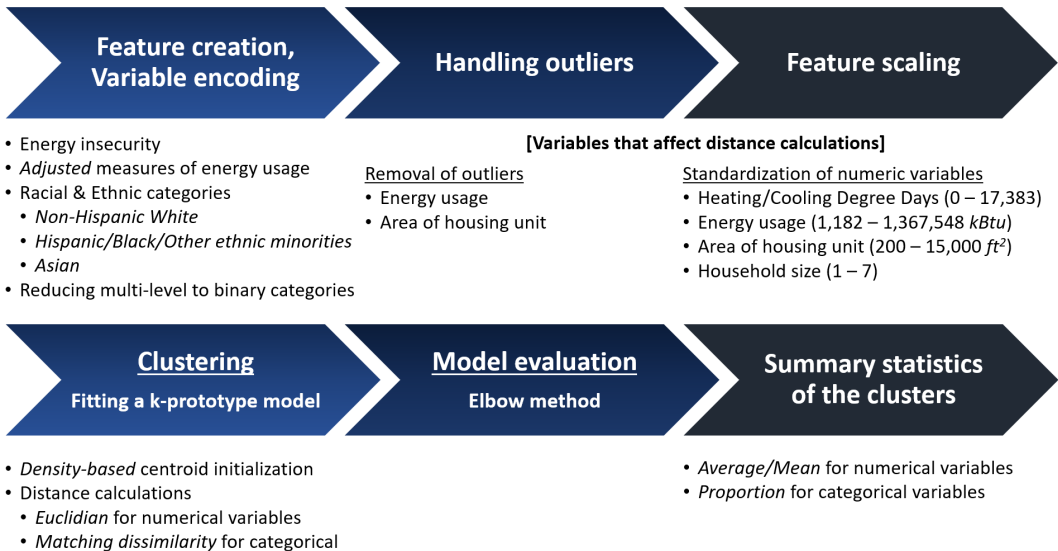 Feature creation,
Variable encoding
Handling outliers
Feature scaling
• Energy insecurity
• Adjusted measures of energy usage
• Racial & Ethnic categories
• Non-Hispanic White
• Hispanic/Black/Other ethnic minorities
• Asian
• Reducing multi-level to binary categories
[Variables that affect distance calculations]
Removal of outliers
• Energy usage
• Area of housing unit
Standardization of numeric variables
• Heating/Cooling Degree Days (0 – 17,383)
• Energy usage (1,182 – 1,367,548 kBtu)
• Area of housing unit (200 – 15,000 ft²)
• Household size (1 – 7)
Clustering
Fitting a k-prototype model
Model evaluation
Elbow method
Summary statistics
of the clusters
• Density-based centroid initialization
• Distance calculations
• Euclidian for numerical variables
• Matching dissimilarity for categorical
• Average/Mean for numerical variables
• Proportion for categorical variables